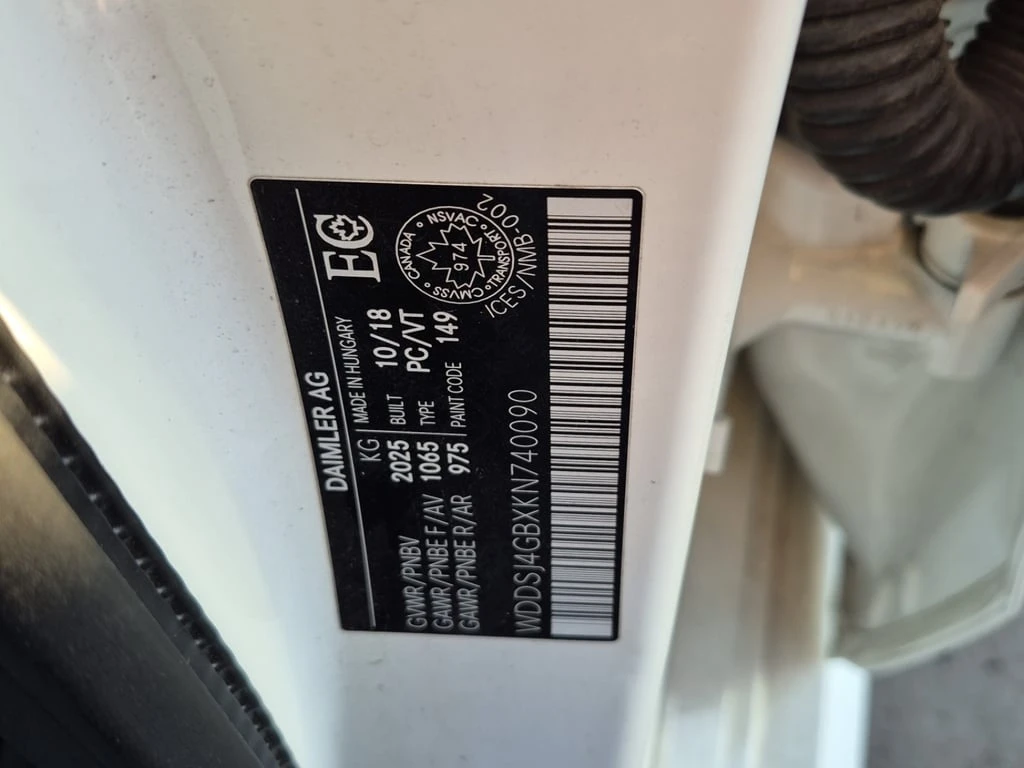 DAIMLER AG
KG MADE IN HUNGARY
EC
GVWR/PNBV 2025 BUILT 10/18
GAWR/PNBE F/AV 1065 TYPE PC/VT
GAWR/PNBE R/AR 975 PAINT CODE 149
CANADA NSVAC TRANSPORT CMVSS
974
ICES/NMB-002
WDDSJ4GBXKN740090